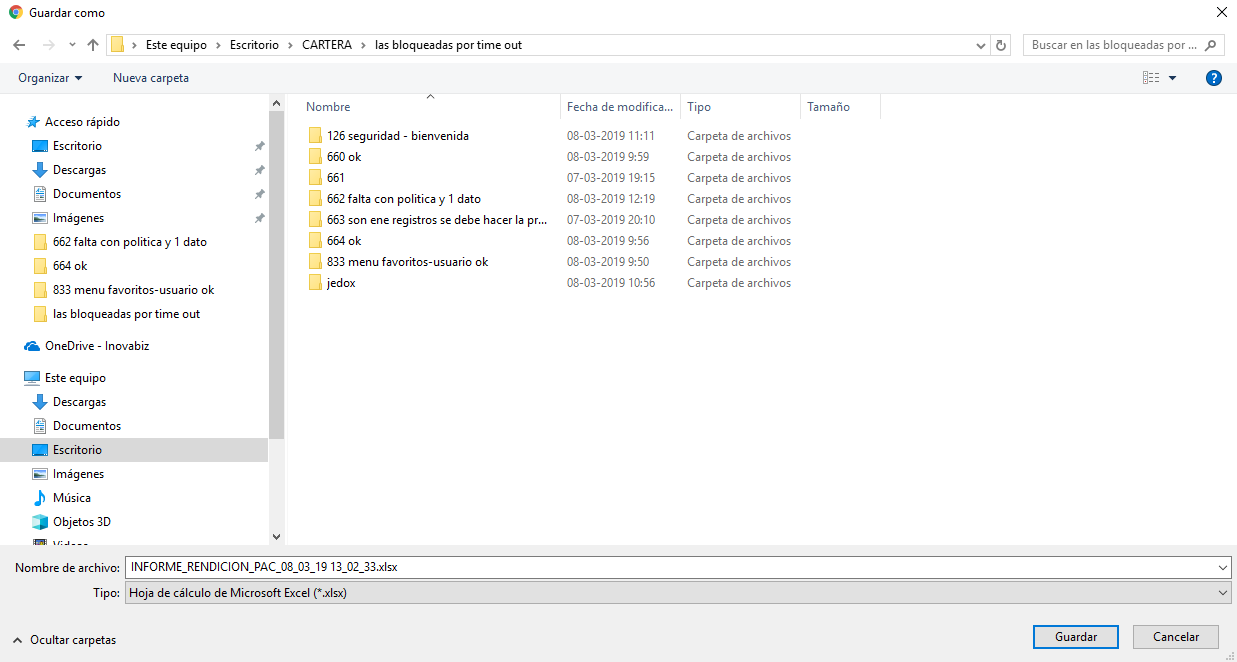 Guardar como
Este equipo > Escritorio > CARTERA > las bloqueadas por time out
Buscar en las bloqueadas por ...
Organizar
Nueva carpeta
?
Nombre Fecha de modifica... Tipo Tamaño
Acceso rápido
Escritorio
Descargas
Documentos
Imágenes
662 falta con politica y 1 dato
664 ok
833 menu favoritos-usuario ok
las bloqueadas por time out
OneDrive - Inovabiz
Este equipo
Descargas
Documentos
Escritorio
Imágenes
Música
Objetos 3D
126 seguridad - bienvenida 08-03-2019 11:11 Carpeta de archivos
660 ok 08-03-2019 9:59 Carpeta de archivos
661 07-03-2019 19:15 Carpeta de archivos
662 falta con politica y 1 dato 08-03-2019 12:19 Carpeta de archivos
663 son ene registros se debe hacer la pr... 07-03-2019 20:10 Carpeta de archivos
664 ok 08-03-2019 9:56 Carpeta de archivos
833 menu favoritos-usuario ok 08-03-2019 9:50 Carpeta de archivos
jedox 08-03-2019 10:56 Carpeta de archivos
Nombre de archivo: INFORME_RENDICION_PAC_08_03_19 13_02_33.xlsx
Tipo: Hoja de cálculo de Microsoft Excel (*.xlsx)
Ocultar carpetas
Guardar
Cancelar